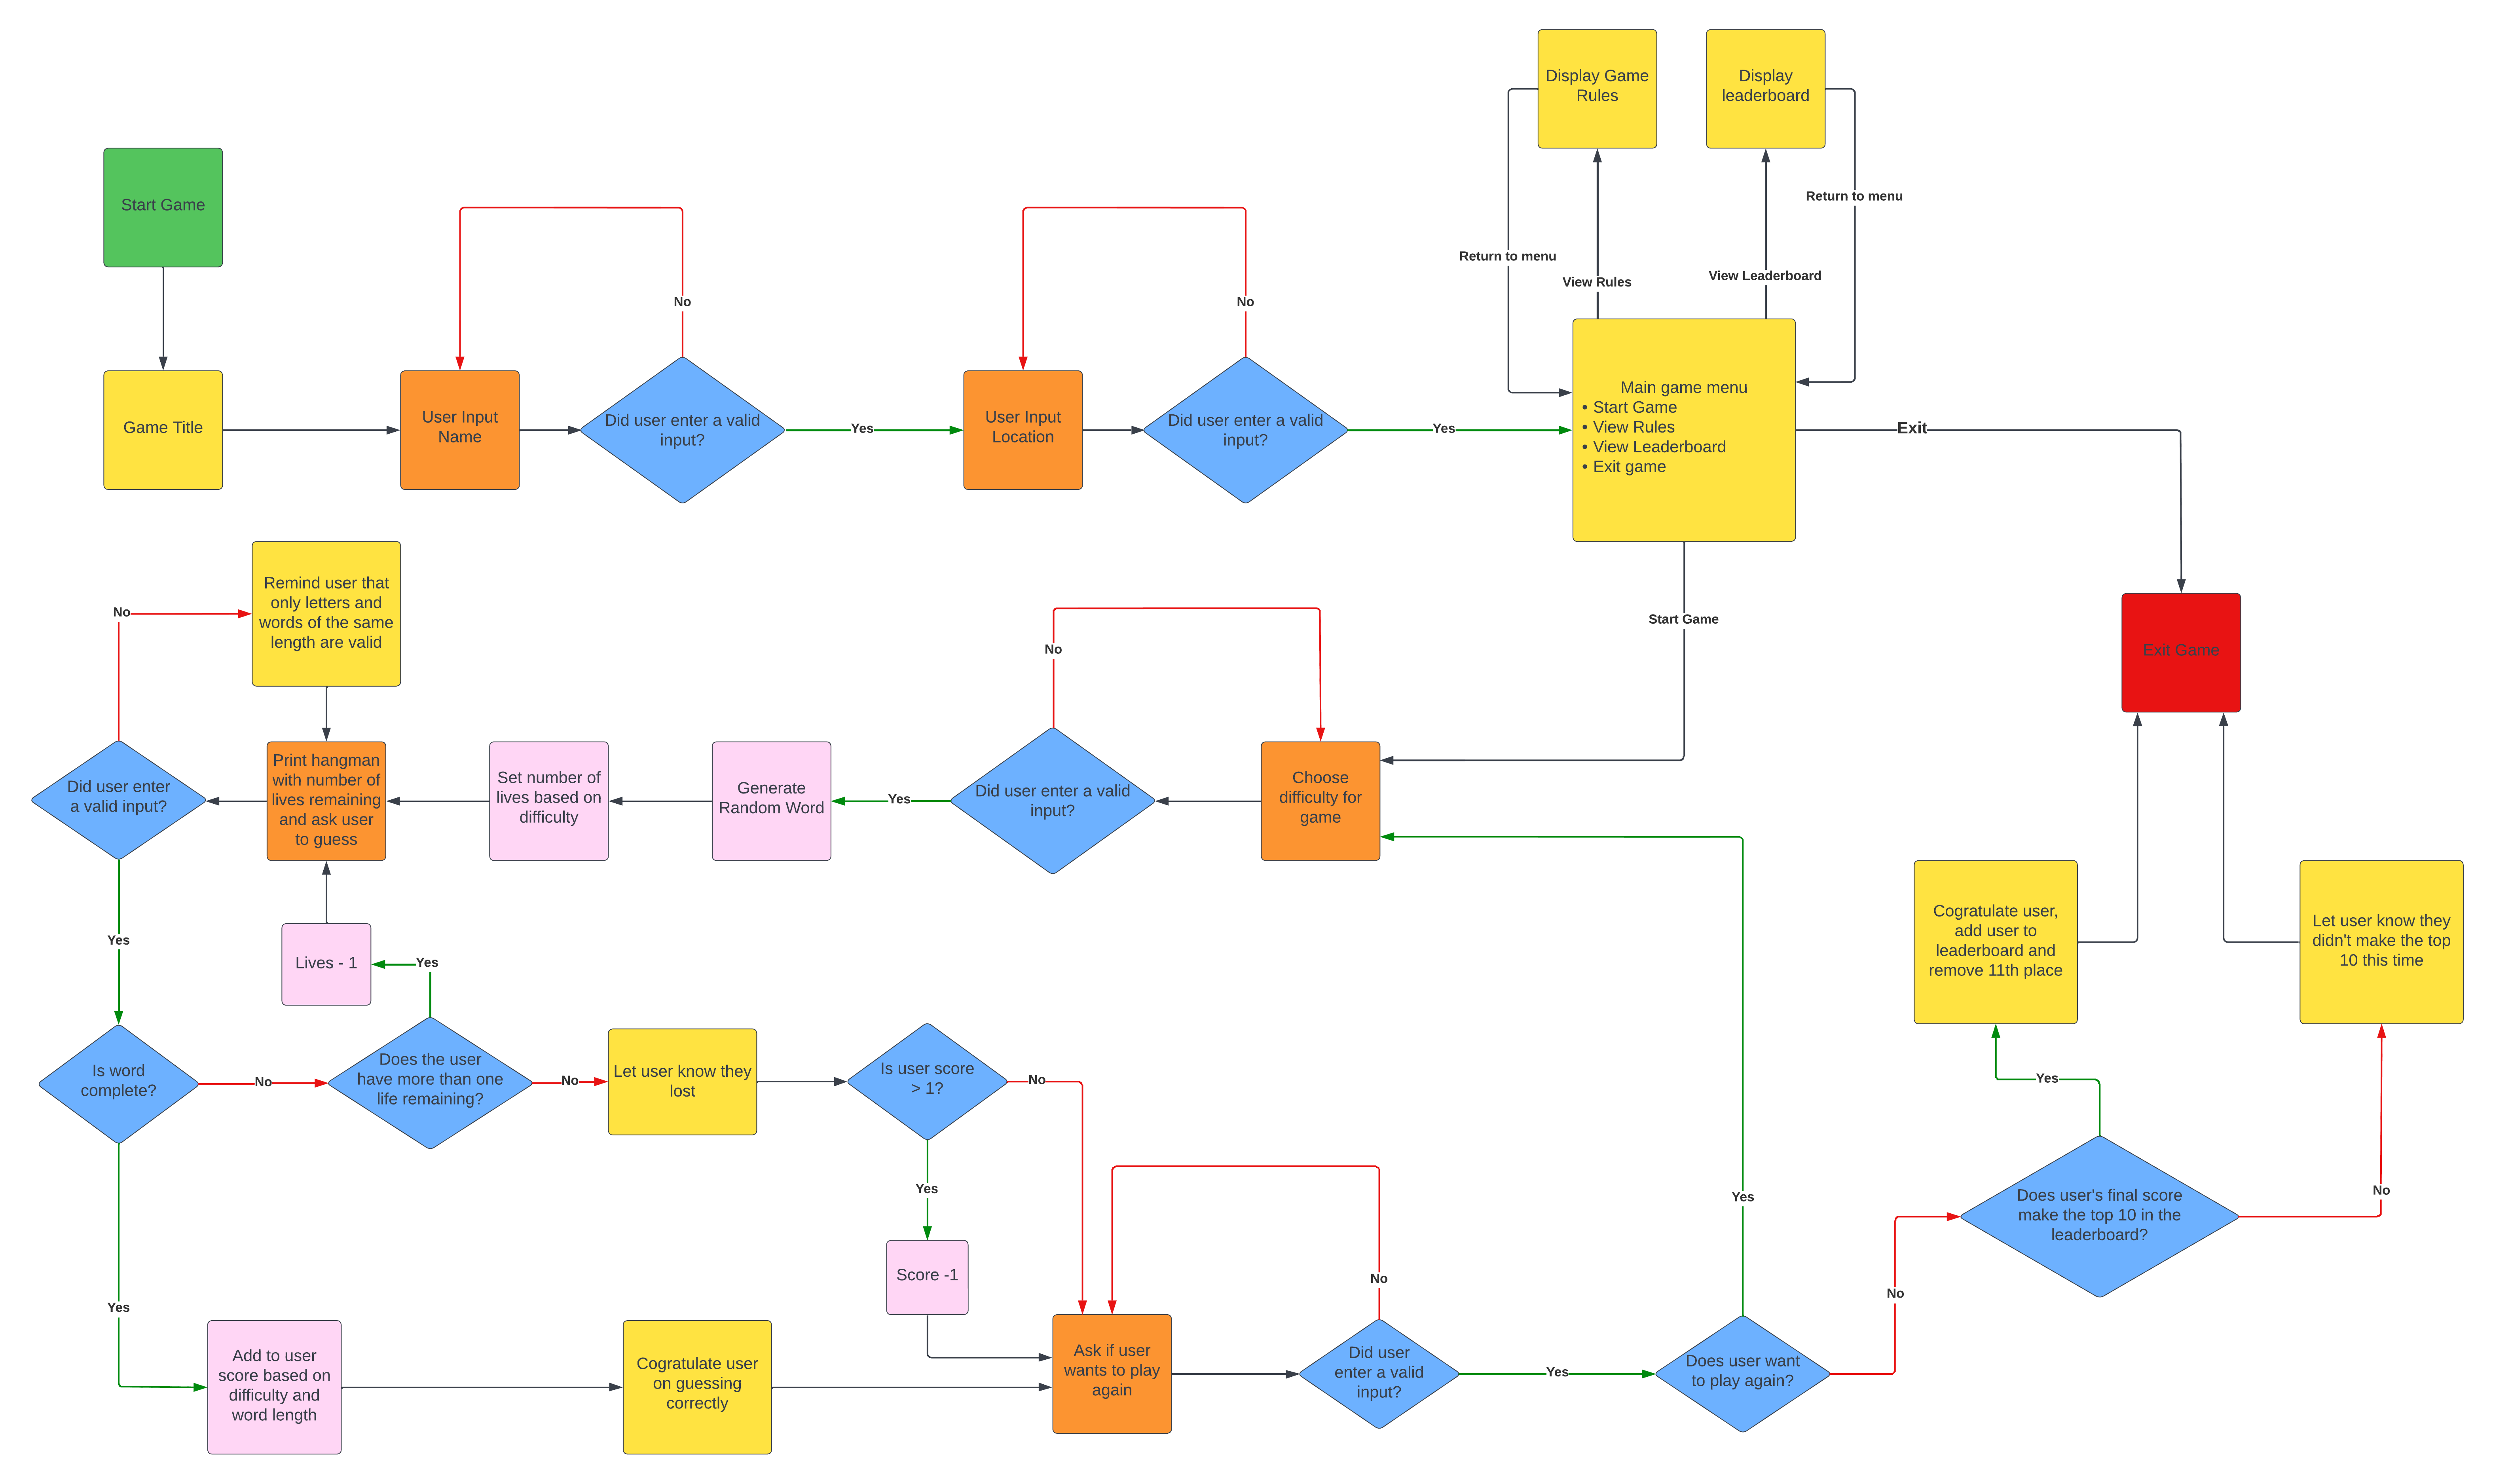 Display Game
Rules
Display
leaderboard
Start Game
Return to menu
Return to menu
View Rules
View Leaderboard
No
No
Game Title
User Input
Name
Did user enter a valid
input?
Yes
User Input
Location
Did user enter a valid
input?
Yes
Main game menu
• Start Game
• View Rules
• View Leaderboard
• Exit game
Exit
Remind user that
only letters and
words of the same
length are valid
No
No
Start Game
Exit Game
Did user enter
a valid input?
Print hangman
with number of
lives remaining
and ask user
to guess
Set number of
lives based on
difficulty
Generate
Random Word
Yes
Did user enter a valid
input?
Choose
difficulty for
game
Yes
Lives - 1
Yes
Cogratulate user,
add user to
leaderboard and
remove 11th place
Let user know they
didn't make the top
10 this time
Is word
complete?
No
Does the user
have more than one
life remaining?
No
Let user know they
lost
Is user score
> 1?
No
Yes
Yes
Yes
Does user's final score
make the top 10 in the
leaderboard?
No
Score -1
No
No
Yes
Add to user
score based on
difficulty and
word length
Cogratulate user
on guessing
correctly
Ask if user
wants to play
again
Did user
enter a valid
input?
Yes
Does user want
to play again?